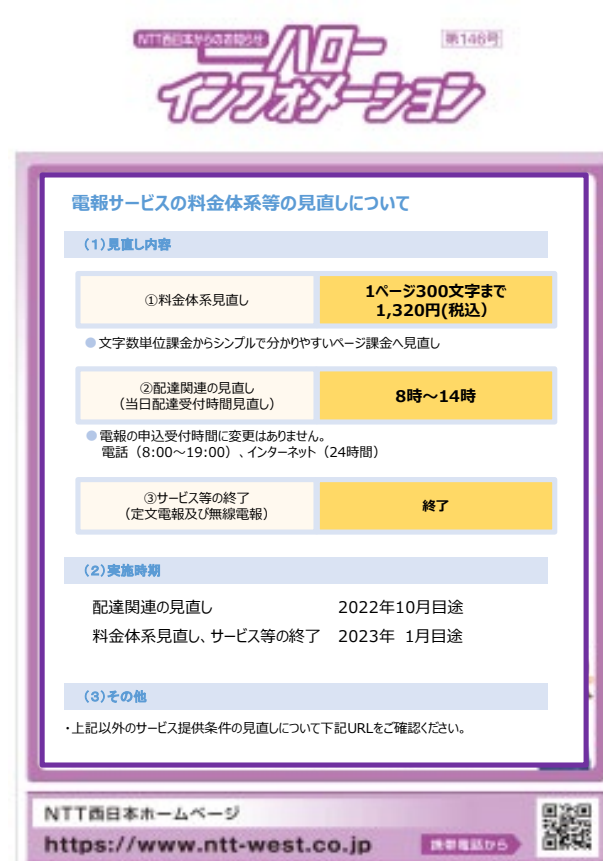 NTT西日本からのお知らせ
ハロー
第146号
インフォメーション
電報サービスの料金体系等の見直しについて
(1)見直し内容
①料金体系見直し
1ページ300文字まで
1,320円(税込)
●文字数単位課金からシンプルで分かりやすいページ課金へ見直し
②配達関連の見直し
(当日配達受付時間見直し)
8時～14時
●電報の申込受付時間に変更はありません。
電話（8:00～19:00）、インターネット（24時間）
③サービス等の終了
(定文電報及び無線電報)
終了
(2)実施時期
配達関連の見直し 2022年10月目途
料金体系見直し、サービス等の終了 2023年 1月目途
(3)その他
・上記以外のサービス提供条件の見直しについて下記URLをご確認ください。
NTT西日本ホームページ
https://www.ntt-west.co.jp
携帯電話から